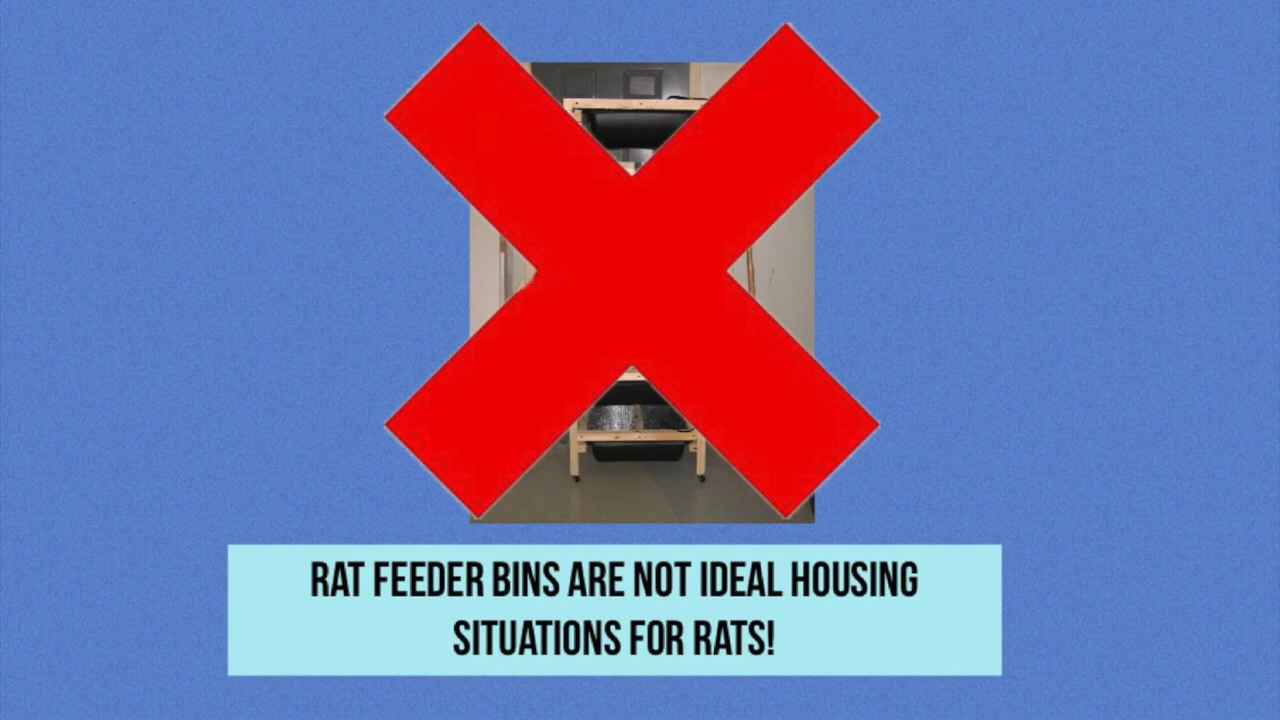 RAT FEEDER BINS ARE NOT IDEAL HOUSING
SITUATIONS FOR RATS!